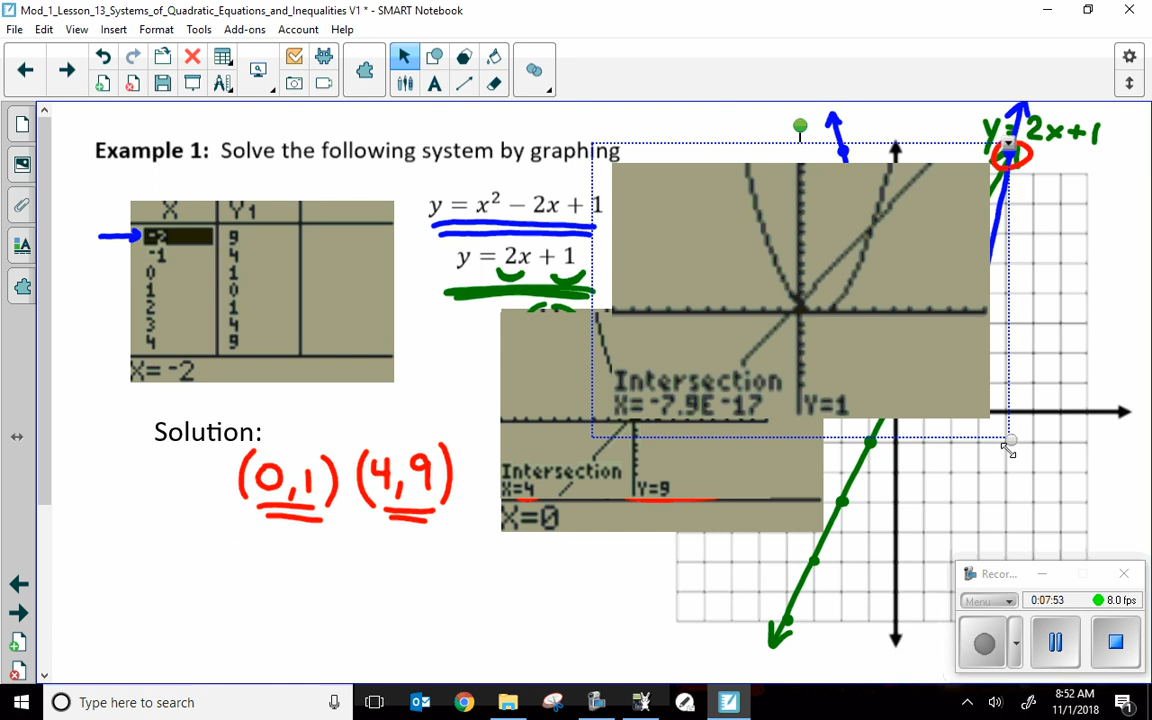 Mod_1_Lesson_13_Systems_of_Quadratic_Equations_and_Inequalities V1 * - SMART Notebook
File Edit View Insert Format Tools Add-ons Account Help
y = 2x+1
Example 1: Solve the following system by graphing
y = x² − 2x + 1
y = 2x + 1
X Y1
-2 9
-1 4
0 1
1 0
2 1
3 4
4 9
X= -2
Intersection
X= -7.9E -17 Y=1
Solution:
(0,1) (4,9)
Intersection
X=4 Y=9
X=0
Recor...
Menu 0:07:53 8.0 fps
Type here to search
8:52 AM
11/1/2018
1